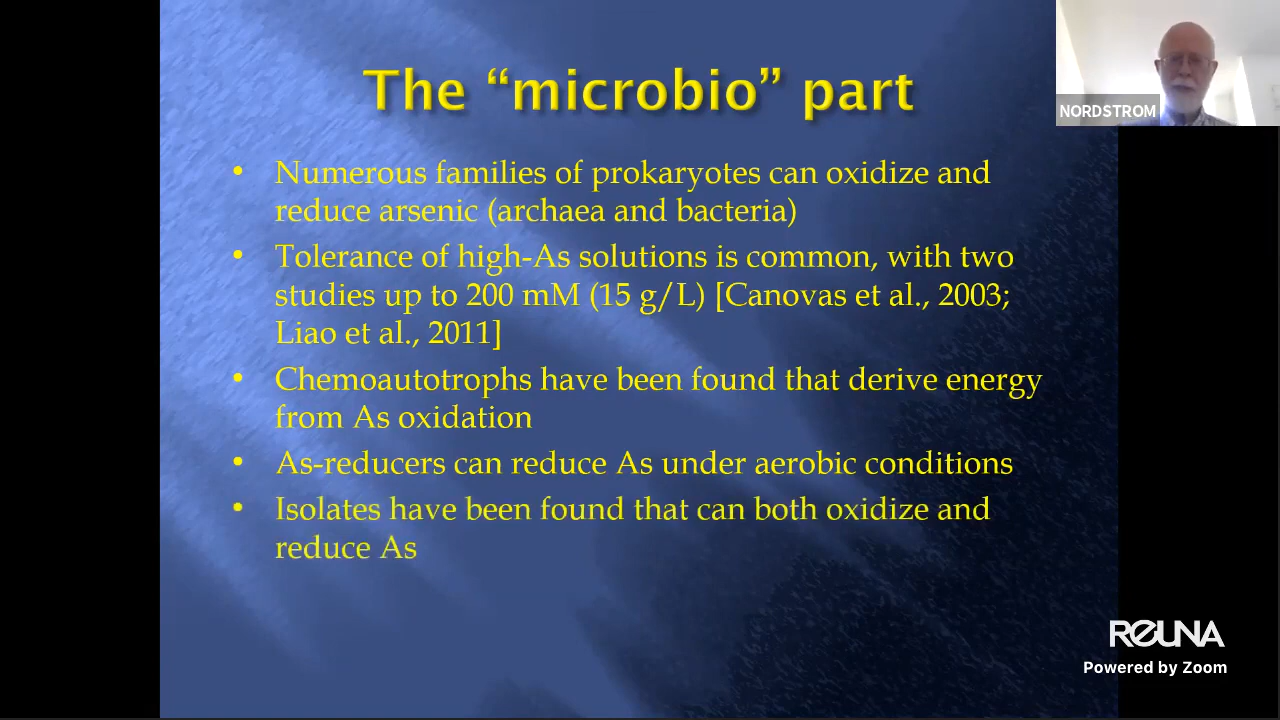 The “microbio” part
NORDSTROM
• Numerous families of prokaryotes can oxidize and
reduce arsenic (archaea and bacteria)
• Tolerance of high-As solutions is common, with two
studies up to 200 mM (15 g/L) [Canovas et al., 2003;
Liao et al., 2011]
• Chemoautotrophs have been found that derive energy
from As oxidation
• As-reducers can reduce As under aerobic conditions
• Isolates have been found that can both oxidize and
reduce As
REUNA
Powered by Zoom